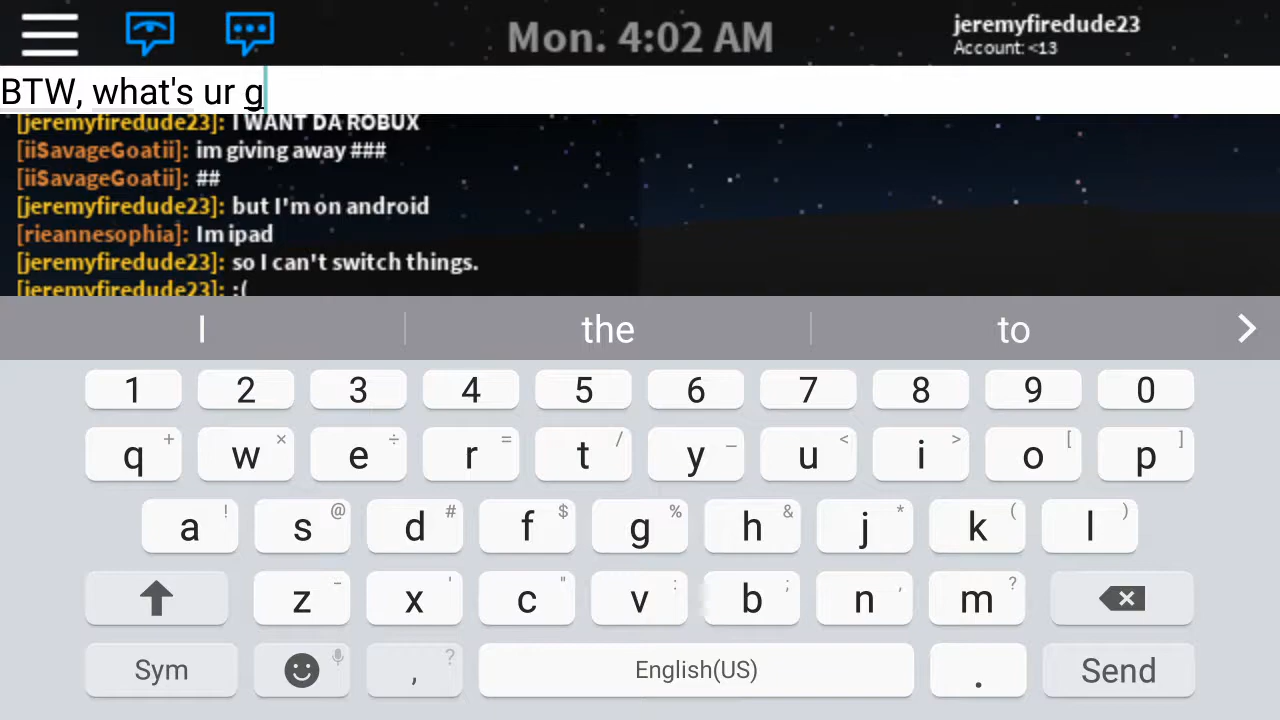 Mon. 4:02 AM
jeremyfiredude23
Account: <13
BTW, what's ur g
[jeremyfiredude23]: I WANT DA ROBUX
[iiSavageGoatii]: im giving away ###
[iiSavageGoatii]: ##
[jeremyfiredude23]: but I'm on android
[rieannesophia]: Im ipad
[jeremyfiredude23]: so I can't switch things.
[jeremyfiredude23]: :(
I the to
1 2 3 4 5 6 7 8 9 0
q + w × e ÷ r = t / y _ u < i > o [ p ]
a ! s @ d # f $ g % h & j * k ( l )
z - x ' c " v : b ; n , m ?
Sym , ? English(US) . Send